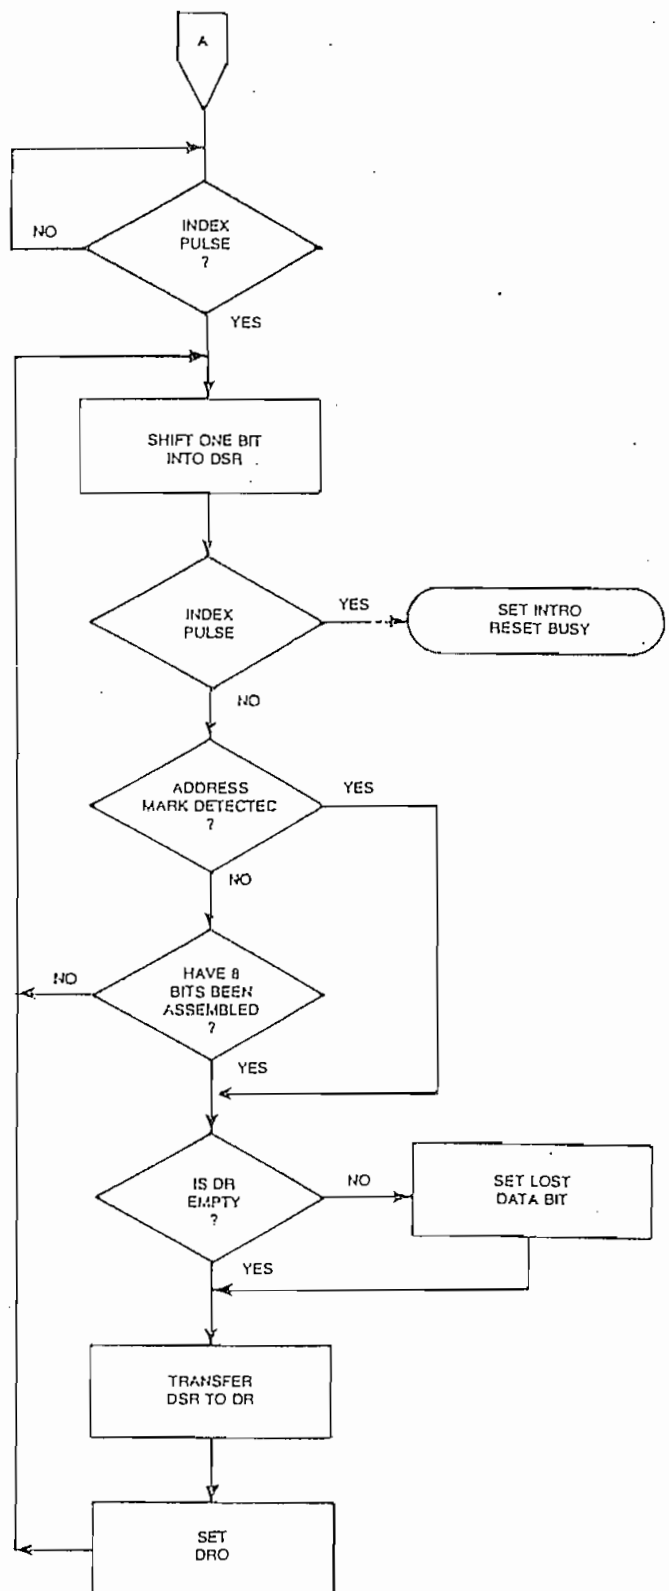 A
INDEX
PULSE
?
NO
YES
SHIFT ONE BIT
INTO DSR
INDEX
PULSE
YES
SET INTRO
RESET BUSY
NO
ADDRESS
MARK DETECTED
?
YES
NO
HAVE 8
BITS BEEN
ASSEMBLED
?
NO
YES
IS DR
EMPTY
?
NO
SET LOST
DATA BIT
YES
TRANSFER
DSR TO DR
SET
DRO